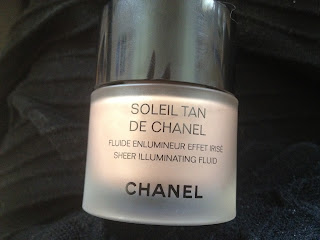 SOLEIL TAN
DE CHANEL
FLUIDE ENLUMINEUR EFFET IRISÉ
SHEER ILLUMINATING FLUID
CHANEL